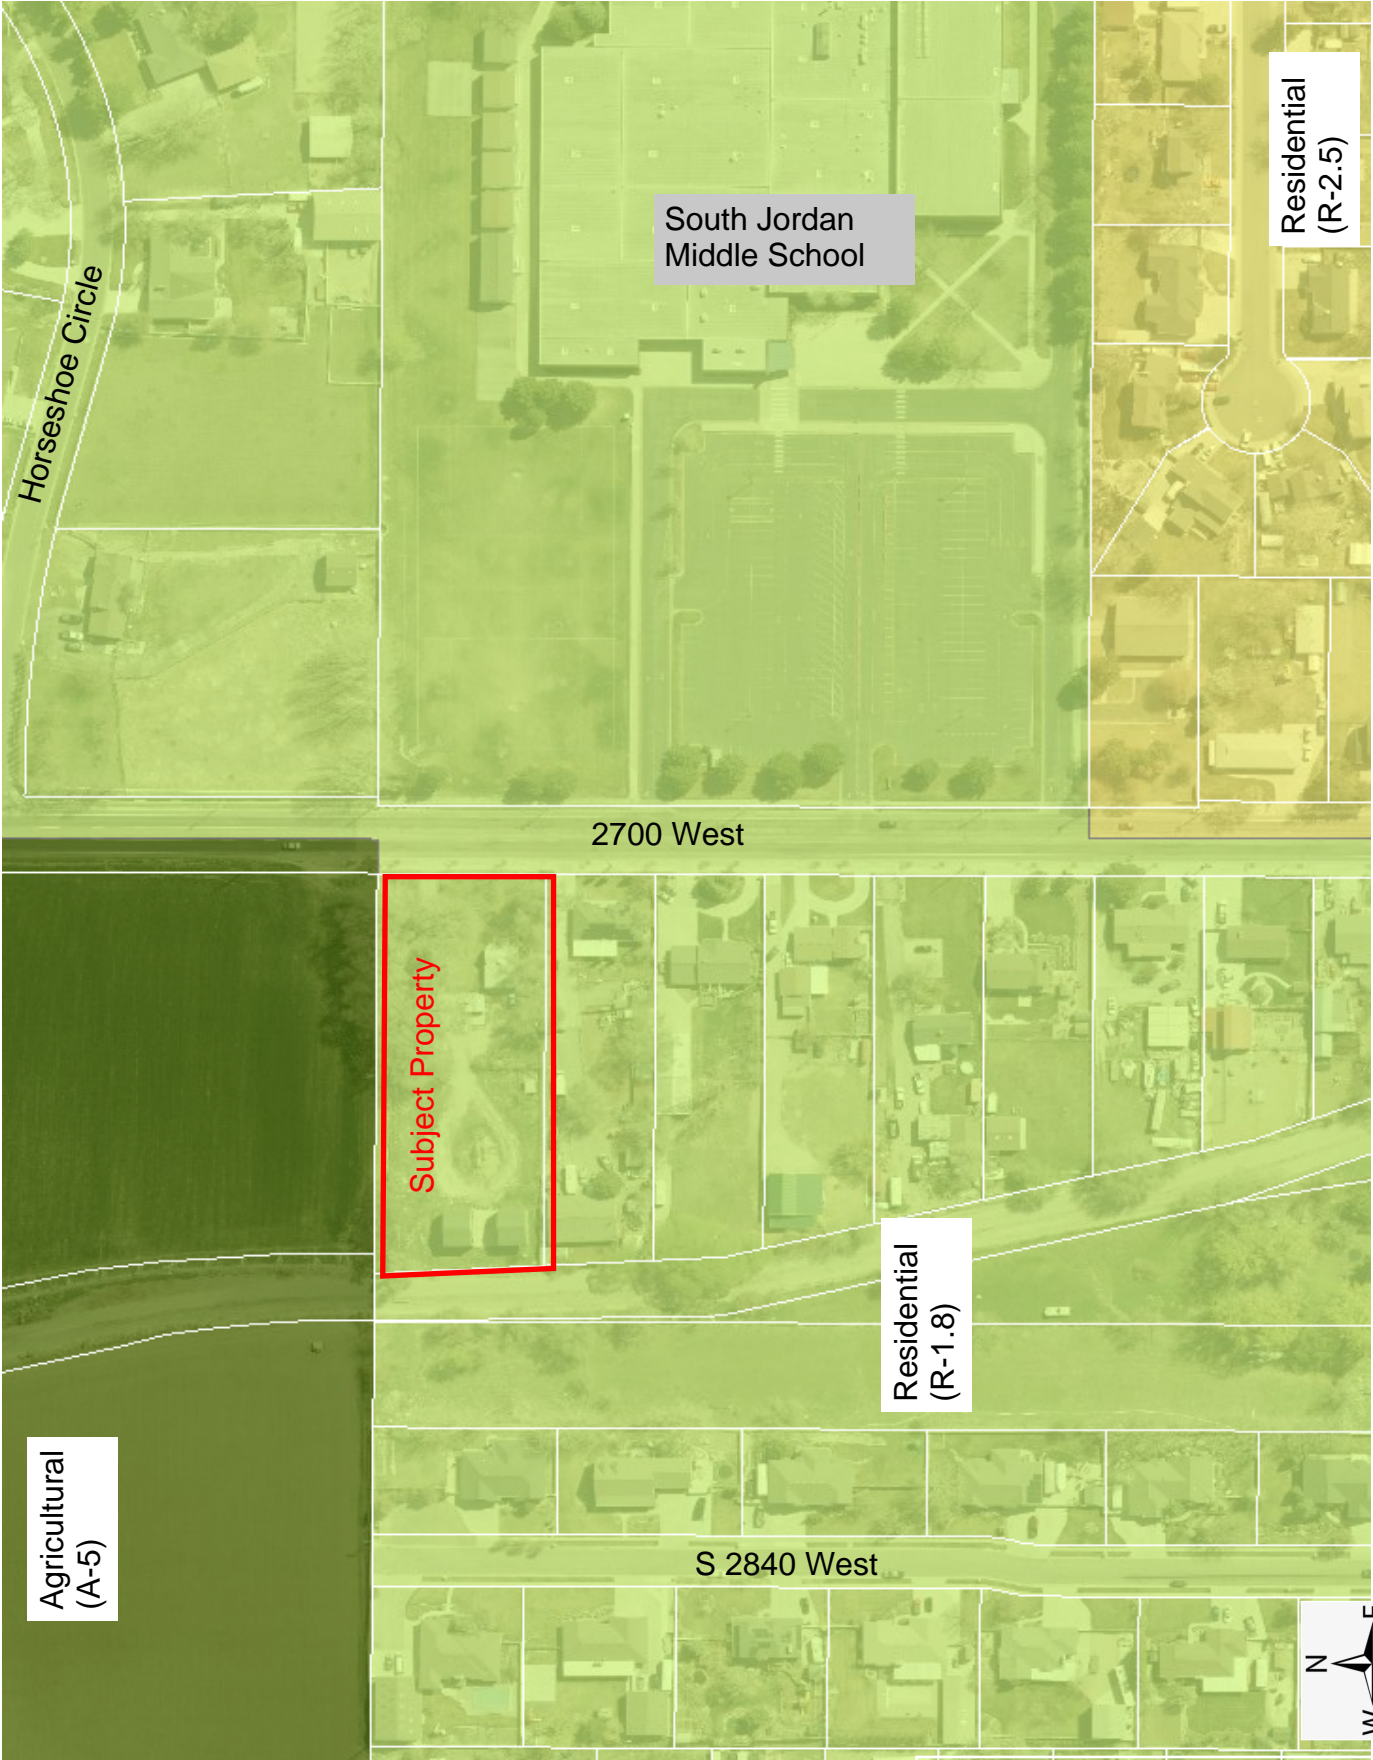 Residential
(R-2.5)
South Jordan
Middle School
Horseshoe Circle
2700 West
Subject Property
Residential
(R-1.8)
Agricultural
(A-5)
S 2840 West
N
W
E